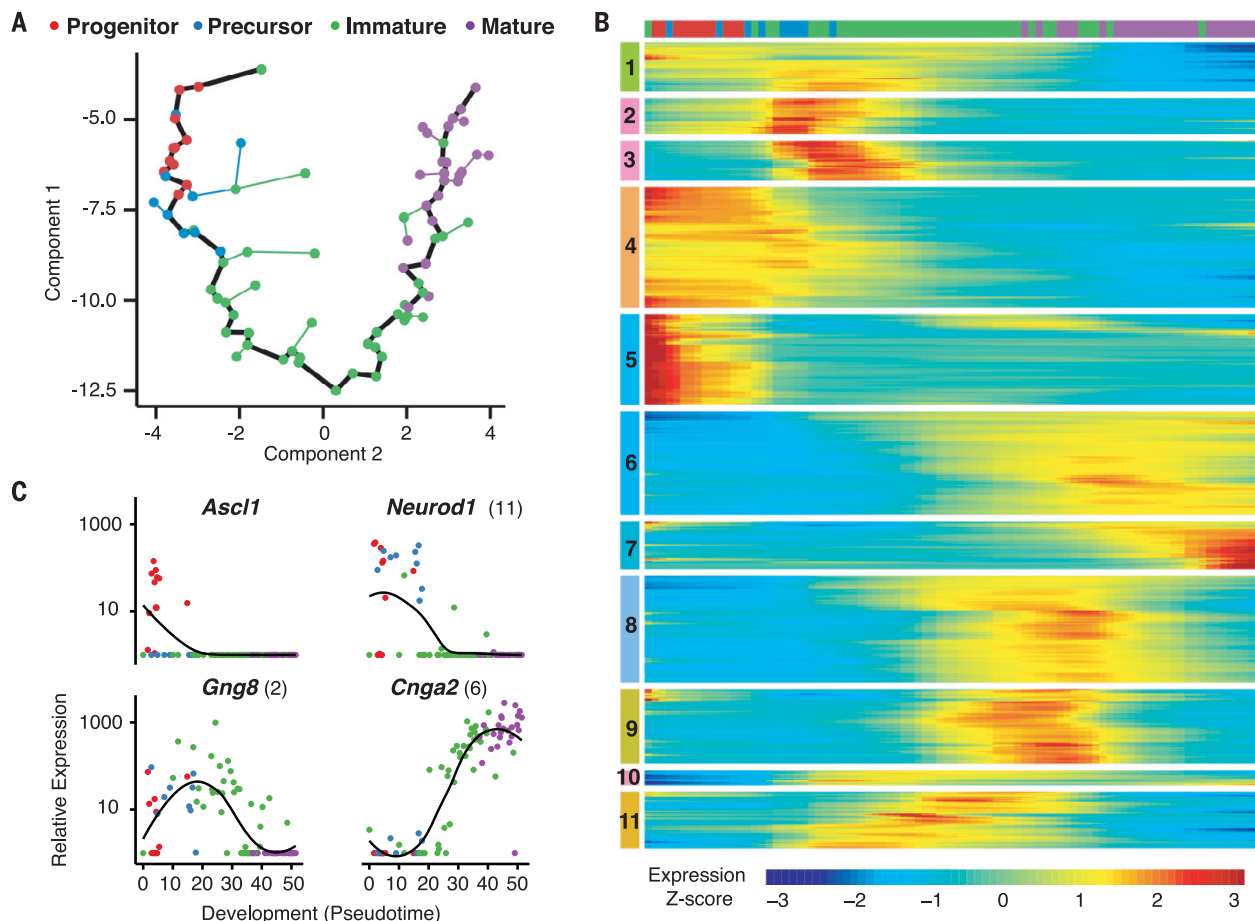 A
Progenitor Precursor Immature Mature
Component 1
-5.0
-7.5
-10.0
-12.5
-4 -2 0 2 4
Component 2
B
1
2
3
4
5
6
7
8
9
10
11
Expression Z-score
−3 −2 −1 0 1 2 3
C
Relative Expression
Ascl1
1000
10
Neurod1 (11)
Gng8 (2)
1000
10
0 10 20 30 40 50
Cnga2 (6)
0 10 20 30 40 50
Development (Pseudotime)